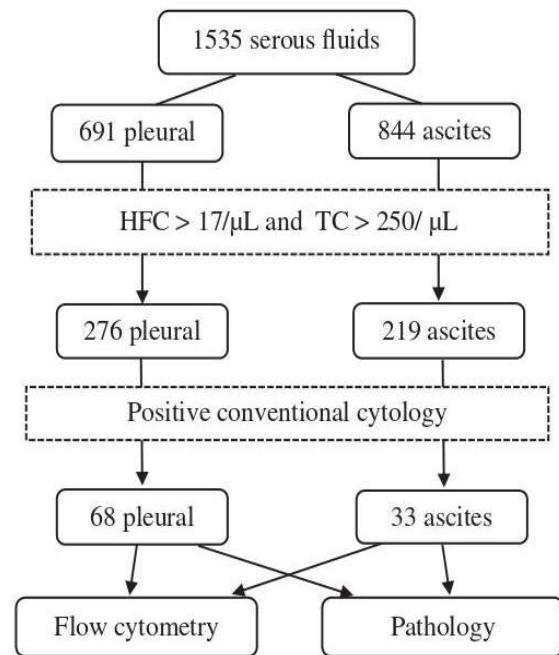 1535 serous fluids
691 pleural
844 ascites
HFC > 17/μL and TC > 250/ μL
276 pleural
219 ascites
Positive conventional cytology
68 pleural
33 ascites
Flow cytometry
Pathology